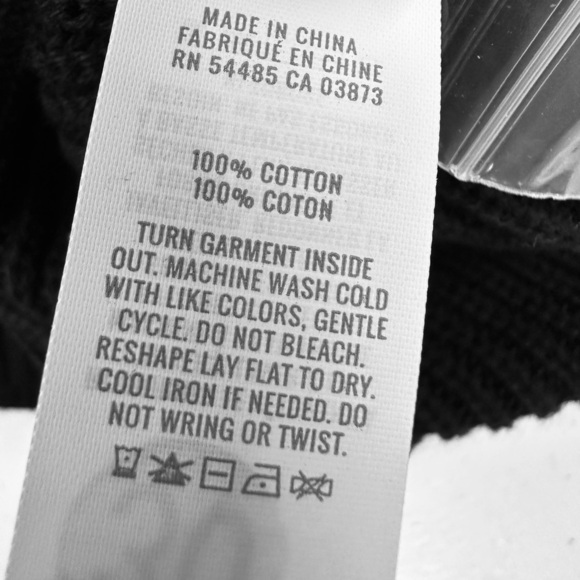 MADE IN CHINA
FABRIQUÉ EN CHINE
RN 54485 CA 03873
100% COTTON
100% COTON
TURN GARMENT INSIDE
OUT. MACHINE WASH COLD
WITH LIKE COLORS, GENTLE
CYCLE. DO NOT BLEACH.
RESHAPE LAY FLAT TO DRY.
COOL IRON IF NEEDED. DO
NOT WRING OR TWIST.